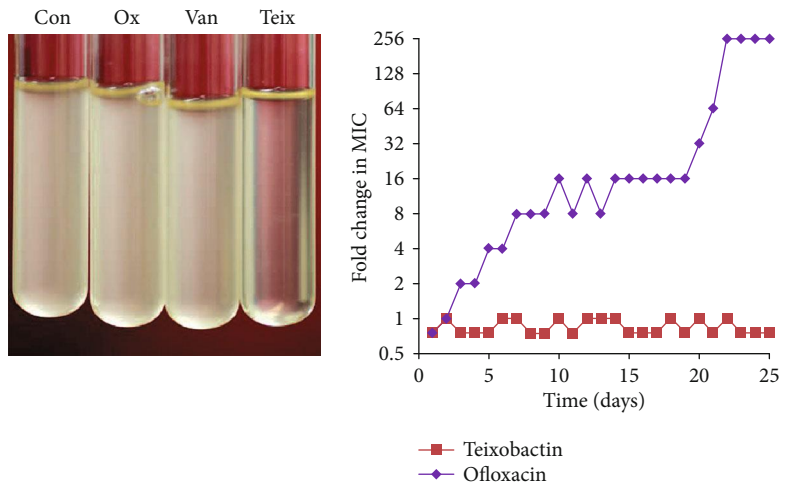 Con Ox Van Teix
256
128
64
32
16
8
4
2
1
0.5
Fold change in MIC
0 5 10 15 20 25
Time (days)
Teixobactin
Ofloxacin